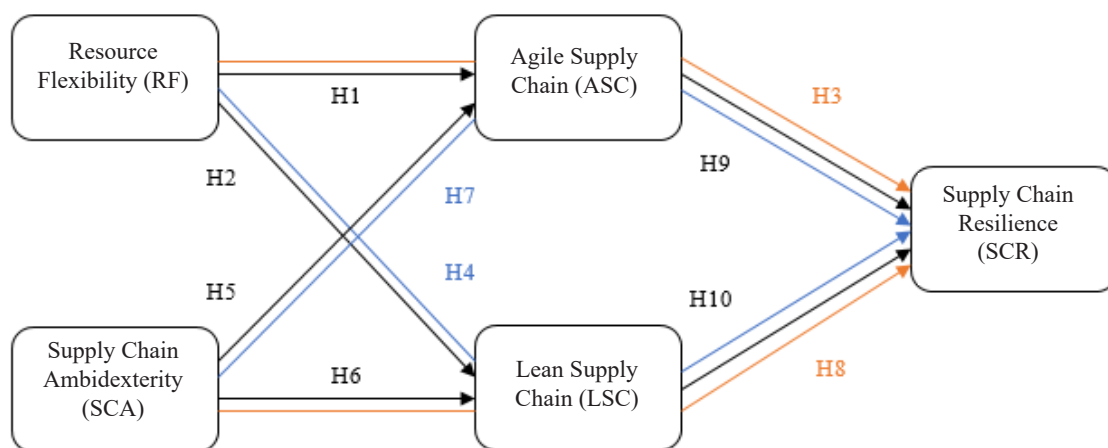 Resource
Flexibility (RF)
H1
Agile Supply
Chain (ASC)
H3
H2
H7
H9
Supply Chain
Resilience
(SCR)
H5
H4
H10
Supply Chain
Ambidexterity
(SCA)
H6
Lean Supply
Chain (LSC)
H8